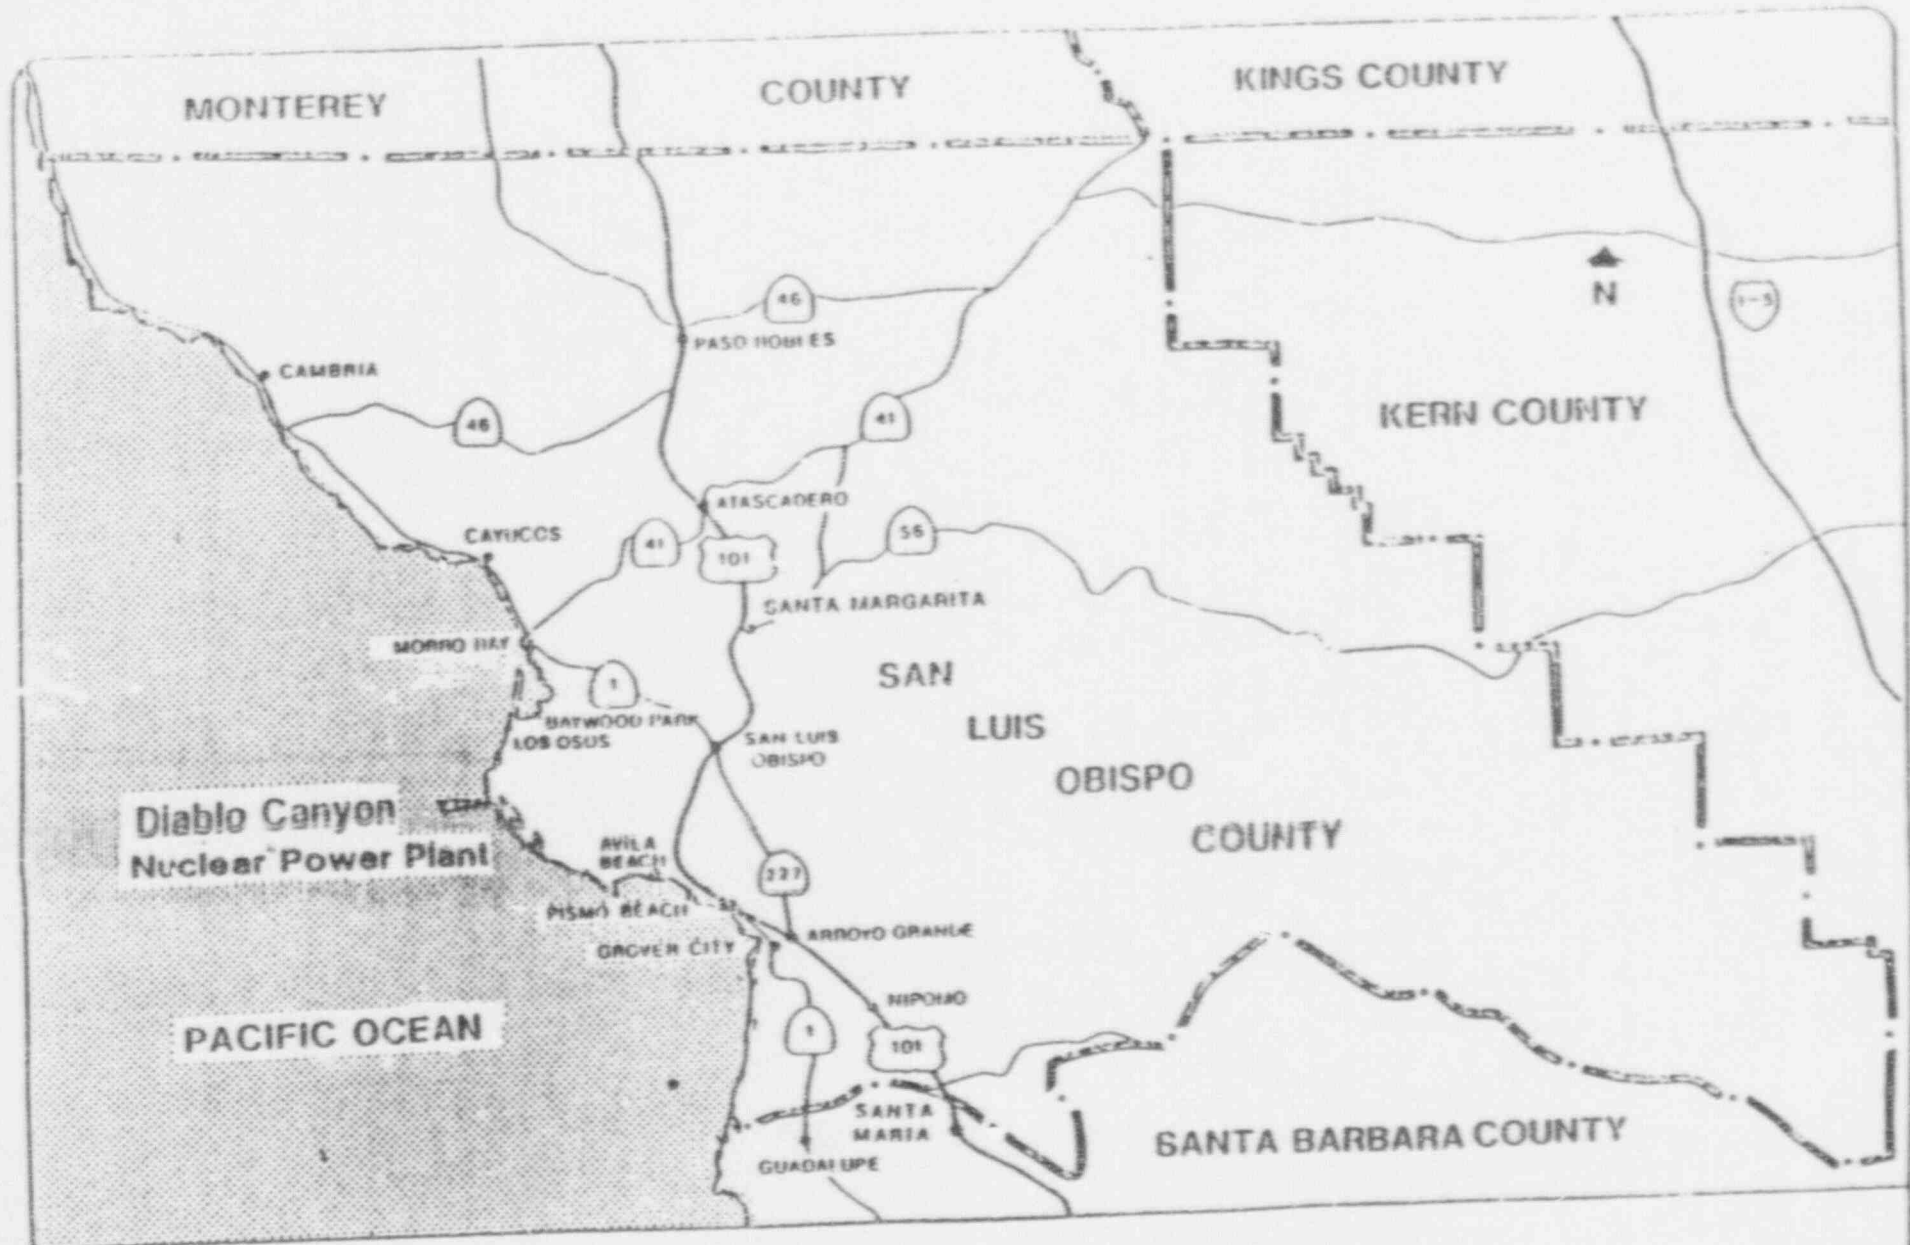 MONTEREY COUNTY
KINGS COUNTY
N
46
I-5
PASO ROBLES
CAMBRIA
46
41
KERN COUNTY
ATASCADERO
CAYUCOS
41
101
56
SANTA MARGARITA
MORRO BAY
1
SAN
LUIS
OBISPO
COUNTY
BAYWOOD PARK
LOS OSOS
SAN LUIS
OBISPO
Diablo Canyon
Nuclear Power Plant
AVILA
BEACH
227
PISMO BEACH
GROVER CITY
ARROYO GRANDE
NIPOMO
PACIFIC OCEAN
1
101
SANTA
MARIA
SANTA BARBARA COUNTY
GUADALUPE